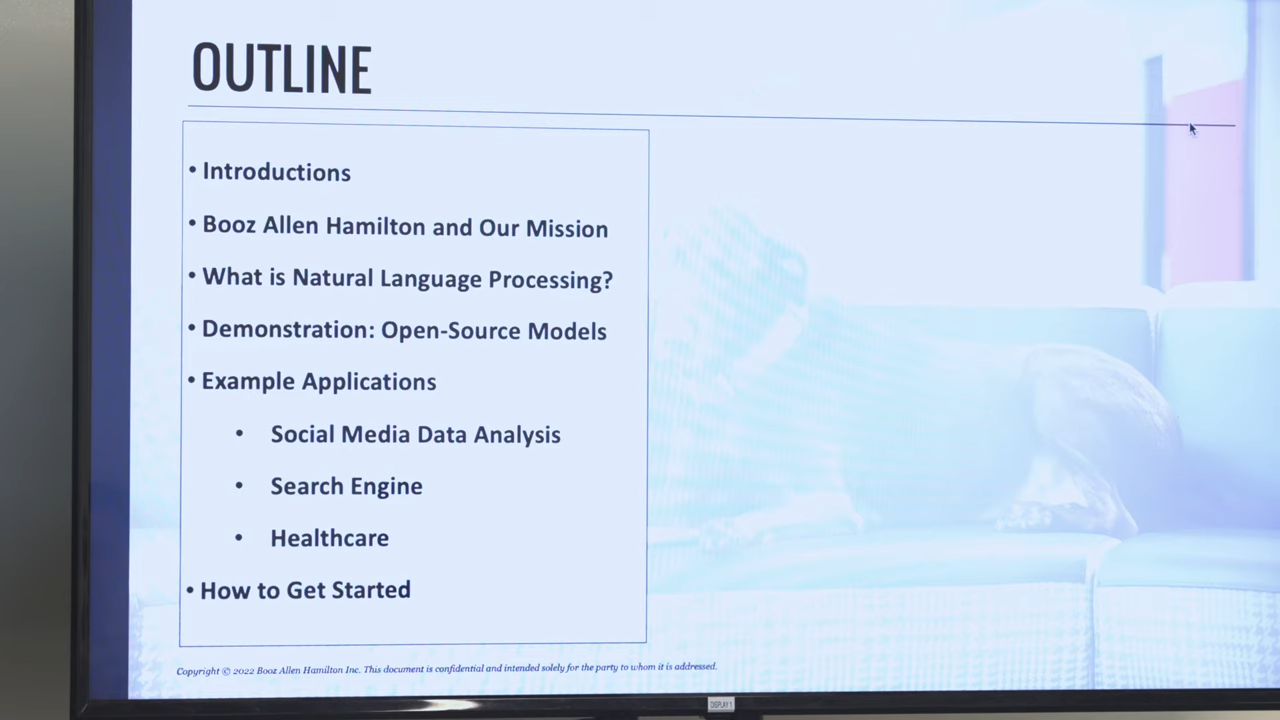 OUTLINE
• Introductions
• Booz Allen Hamilton and Our Mission
• What is Natural Language Processing?
• Demonstration: Open-Source Models
• Example Applications
• Social Media Data Analysis
• Search Engine
• Healthcare
• How to Get Started
Copyright © 2022 Booz Allen Hamilton Inc. This document is confidential and intended solely for the party to whom it is addressed.
DISPLAY 1